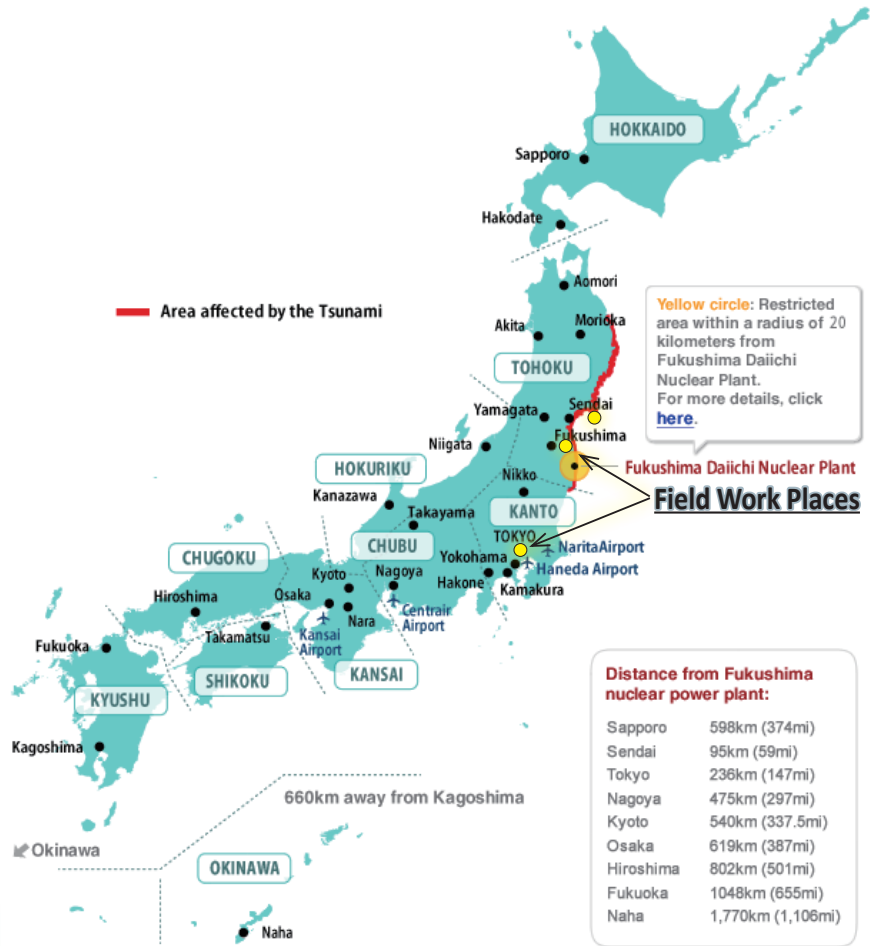 HOKKAIDO
Sapporo
Hakodate
Aomori
Area affected by the Tsunami
Akita
Morioka
Yellow circle: Restricted
area within a radius of 20
kilometers from
Fukushima Daiichi
Nuclear Plant.
For more details, click
here.
TOHOKU
Yamagata
Sendai
Niigata
Fukushima
HOKURIKU
Fukushima Daiichi Nuclear Plant
Nikko
Kanazawa
Field Work Places
KANTO
Takayama
TOKYO
CHUBU
NaritaAirport
CHUGOKU
Yokohama
Haneda Airport
Kyoto
Nagoya
Hakone
Kamakura
Hiroshima
Osaka
Nara
Centrair
Airport
Takamatsu
Kansai
Airport
Fukuoka
SHIKOKU
KANSAI
KYUSHU
Kagoshima
Distance from Fukushima
nuclear power plant:
Sapporo 598km (374mi)
Sendai 95km (59mi)
Tokyo 236km (147mi)
Nagoya 475km (297mi)
Kyoto 540km (337.5mi)
Osaka 619km (387mi)
Hiroshima 802km (501mi)
Fukuoka 1048km (655mi)
Naha 1,770km (1,106mi)
660km away from Kagoshima
Okinawa
OKINAWA
Naha